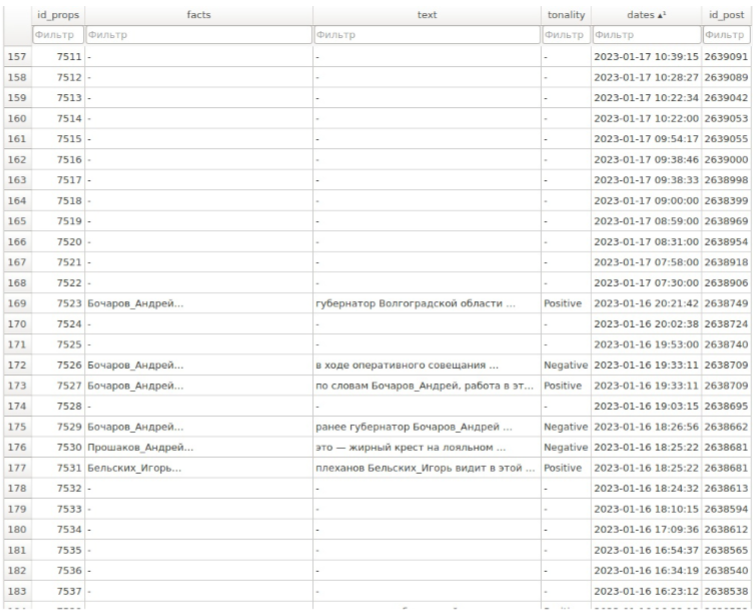 id_props facts text tonality dates ▴¹ id_post
Фильтр Фильтр Фильтр Фильтр Фильтр Фильтр
157 7511 - - - 2023-01-17 10:39:15 2639091
158 7512 - - - 2023-01-17 10:28:27 2639089
159 7513 - - - 2023-01-17 10:22:34 2639042
160 7514 - - - 2023-01-17 10:22:00 2639053
161 7515 - - - 2023-01-17 09:54:17 2639055
162 7516 - - - 2023-01-17 09:38:46 2639000
163 7517 - - - 2023-01-17 09:38:33 2638998
164 7518 - - - 2023-01-17 09:00:00 2638399
165 7519 - - - 2023-01-17 08:59:00 2638969
166 7520 - - - 2023-01-17 08:31:00 2638954
167 7521 - - - 2023-01-17 07:58:00 2638918
168 7522 - - - 2023-01-17 07:30:00 2638906
169 7523 Бочаров_Андрей... губернатор Волгоградской области ... Positive 2023-01-16 20:21:42 2638749
170 7524 - - - 2023-01-16 20:02:38 2638724
171 7525 - - - 2023-01-16 19:53:00 2638740
172 7526 Бочаров_Андрей... в ходе оперативного совещания ... Negative 2023-01-16 19:33:11 2638709
173 7527 Бочаров_Андрей... по словам Бочаров_Андрей, работа в эт... Positive 2023-01-16 19:33:11 2638709
174 7528 - - - 2023-01-16 19:03:15 2638695
175 7529 Бочаров_Андрей... ранее губернатор Бочаров_Андрей ... Negative 2023-01-16 18:26:56 2638662
176 7530 Прошаков_Андрей... это — жирный крест на лояльном ... Negative 2023-01-16 18:25:22 2638681
177 7531 Бельских_Игорь... плеханов Бельских_Игорь видит в этой ... Positive 2023-01-16 18:25:22 2638681
178 7532 - - - 2023-01-16 18:24:32 2638613
179 7533 - - - 2023-01-16 18:10:15 2638594
180 7534 - - - 2023-01-16 17:09:36 2638612
181 7535 - - - 2023-01-16 16:54:37 2638565
182 7536 - - - 2023-01-16 16:34:19 2638540
183 7537 - - - 2023-01-16 16:23:12 2638538